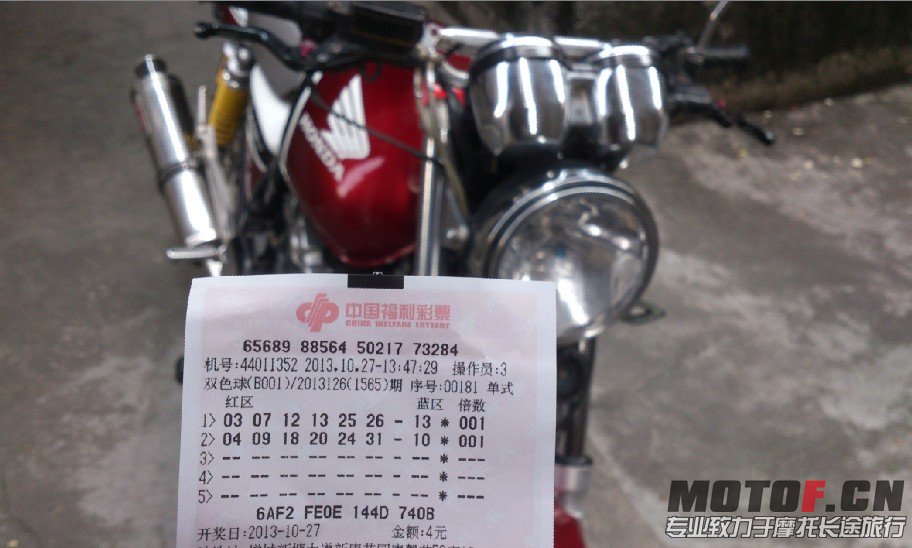 HONDA
中国福利彩票
CHINA WELFARE LOTTERY
65689 88564 50217 73284
机号:44011352 2013.10.27-13:47:29 操作员:3
双色球(B001)/2013126(1565)期 序号:00181 单式
红区 蓝区 倍数
1> 03 07 12 13 25 26 - 13 * 001
2> 04 09 18 20 24 31 - 10 * 001
3> -- -- -- -- -- -- -- * ---
4> -- -- -- -- -- -- -- * ---
5> -- -- -- -- -- -- -- * ---
6AF2 FE0E 144D 740B
开奖日:2013-10-27 金额:4元
MOTOF.CN
专业致力于摩托长途旅行